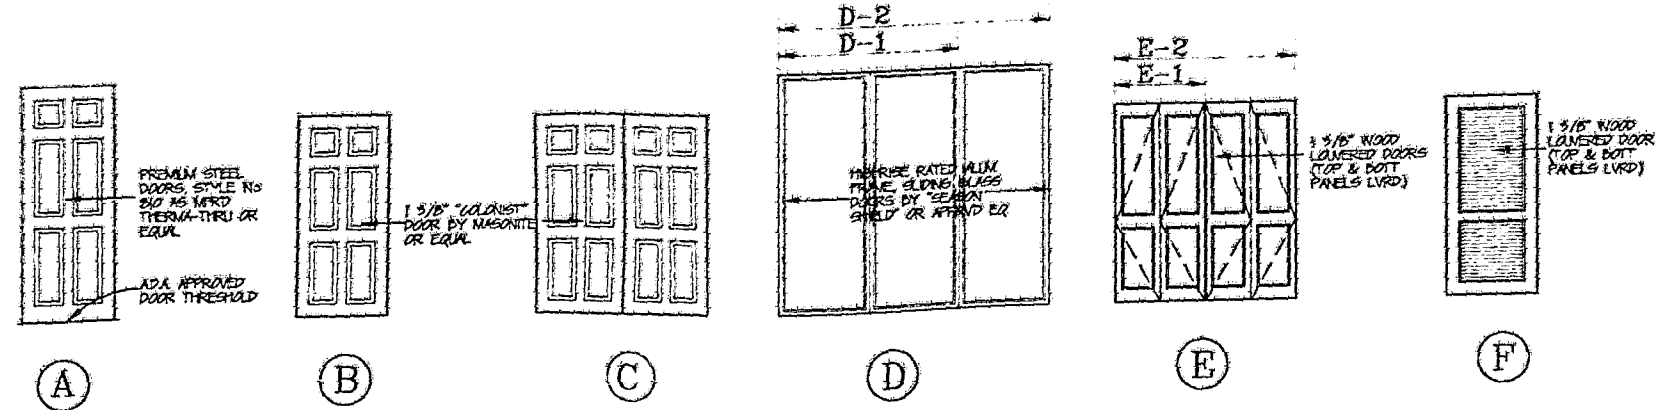 D-2
D-1
E-2
E-1
PREMIUM STEEL
DOORS, STYLE No
210 AS MFRD
THERMA-THRU OR
EQUAL
A.D.A. APPROVED
DOOR THRESHOLD
1 3/8" "COLONIST"
DOOR BY MASONITE
OR EQUAL
HI-RISE RATED ALUM.
FRAME, SLIDING GLASS
DOORS BY "SEASON
SHIELD" OR APPRVD EQ.
1 3/8" WOOD
LOUVERED DOORS
(TOP & BOTT
PANELS LVRD.)
1 3/8" WOOD
LOUVERED DOOR
(TOP & BOTT
PANELS LVRD.)
A
B
C
D
E
F